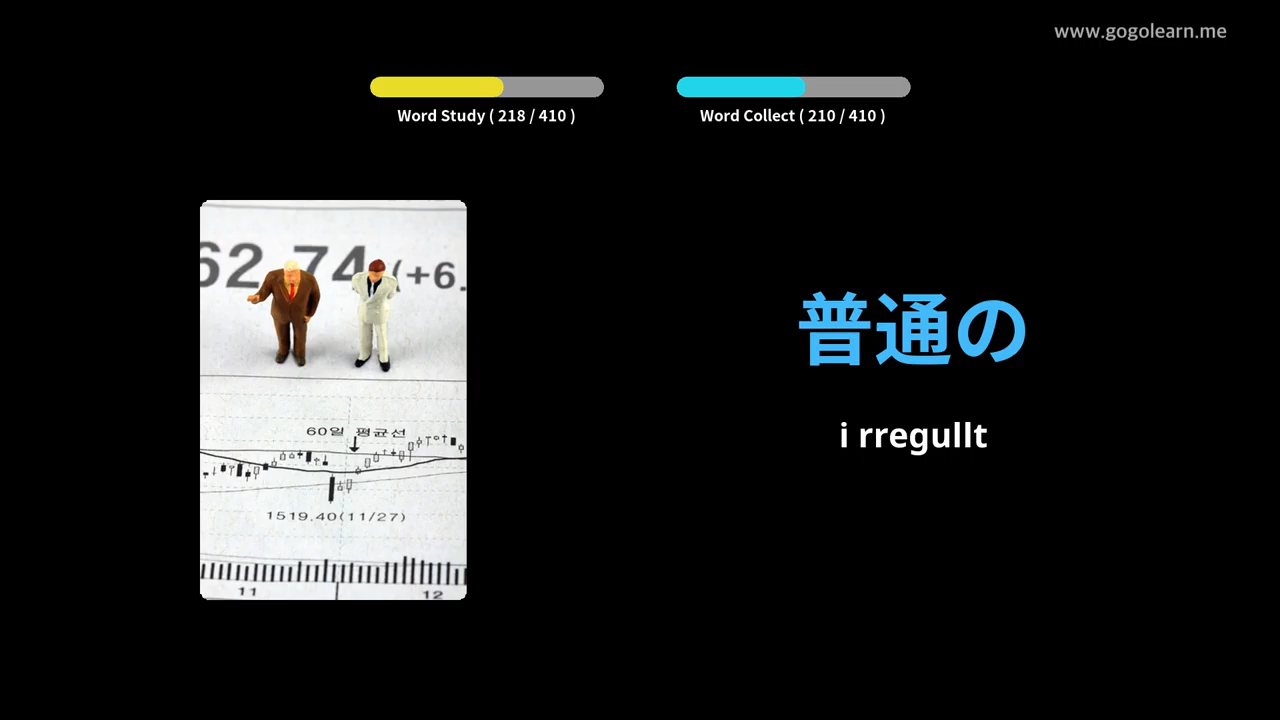 www.gogolearn.me
Word Study ( 218 / 410 )
Word Collect ( 210 / 410 )
62.74 (+6.
普通の
i rregullt
60일 평균선
1519.40(11/27)
11
12